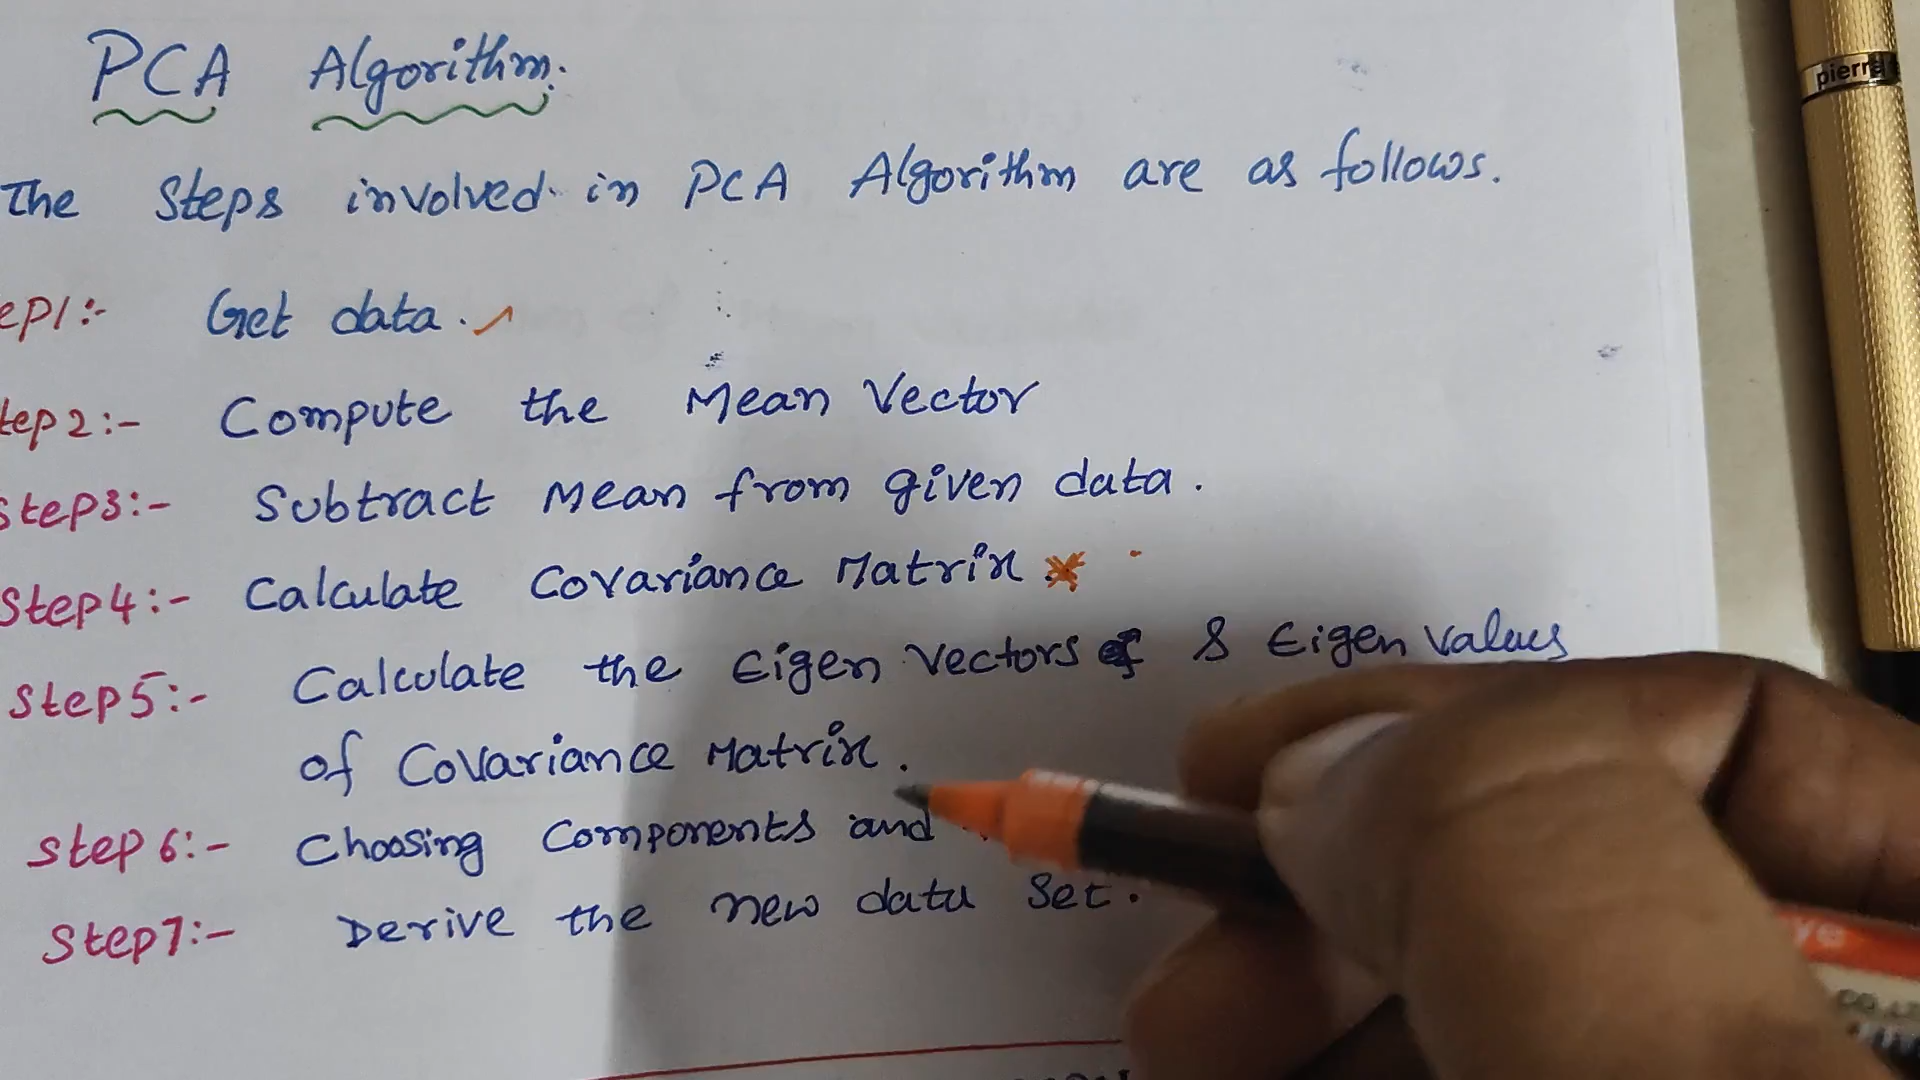 PCA Algorithm.
The Steps involved in PCA Algorithm are as follows.
ep1:- Get data.
tep2:- Compute the Mean Vector
Step3:- Subtract Mean from given data.
Step4:- Calculate Covariance Matrix
Step5:- Calculate the Eigen Vectors & Eigen Values
of Covariance Matrix.
Step6:- Choosing Components and
Step7:- Derive the new data Set.
pierre